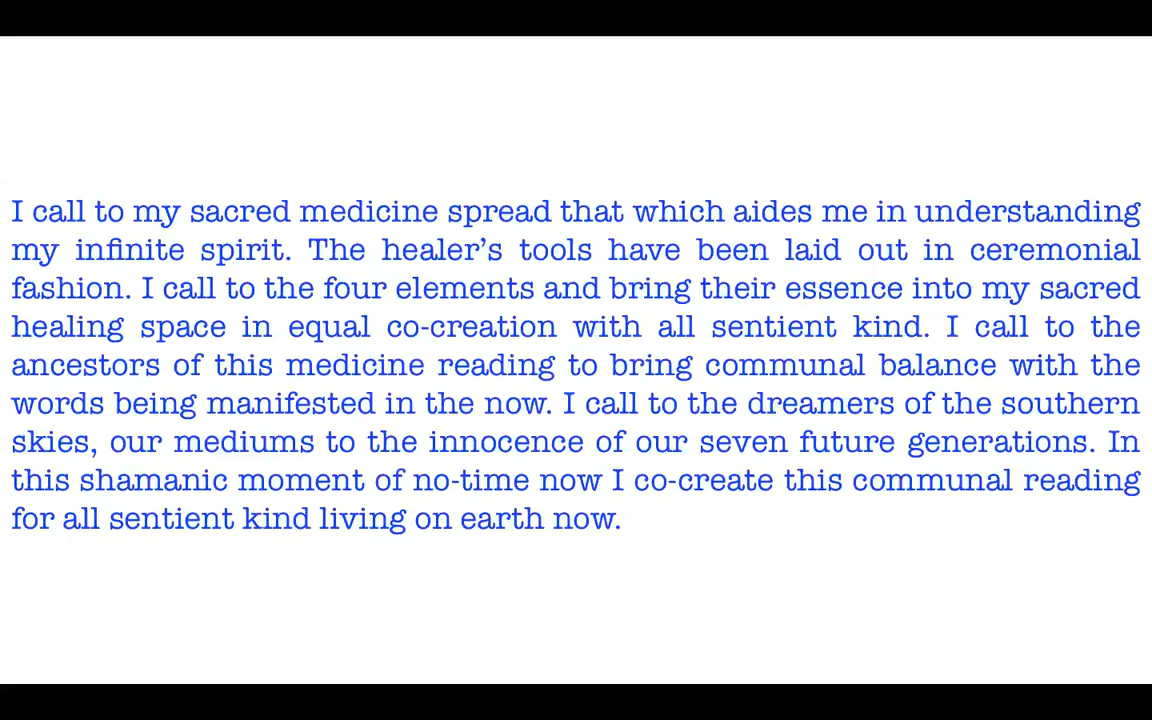 I call to my sacred medicine spread that which aides me in understanding
my infinite spirit. The healer’s tools have been laid out in ceremonial
fashion. I call to the four elements and bring their essence into my sacred
healing space in equal co-creation with all sentient kind. I call to the
ancestors of this medicine reading to bring communal balance with the
words being manifested in the now. I call to the dreamers of the southern
skies, our mediums to the innocence of our seven future generations. In
this shamanic moment of no-time now I co-create this communal reading
for all sentient kind living on earth now.